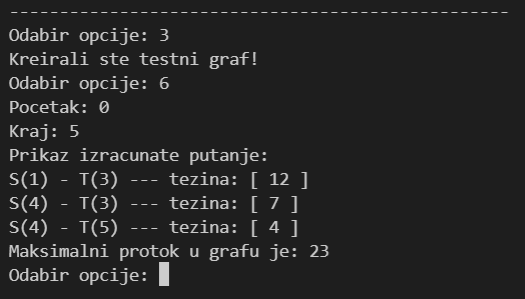 --------------------------------------------------
Odabir opcije: 3
Kreirali ste testni graf!
Odabir opcije: 6
Pocetak: 0
Kraj: 5
Prikaz izracunate putanje:
S(1) - T(3) --- tezina: [ 12 ]
S(4) - T(3) --- tezina: [ 7 ]
S(4) - T(5) --- tezina: [ 4 ]
Maksimalni protok u grafu je: 23
Odabir opcije: